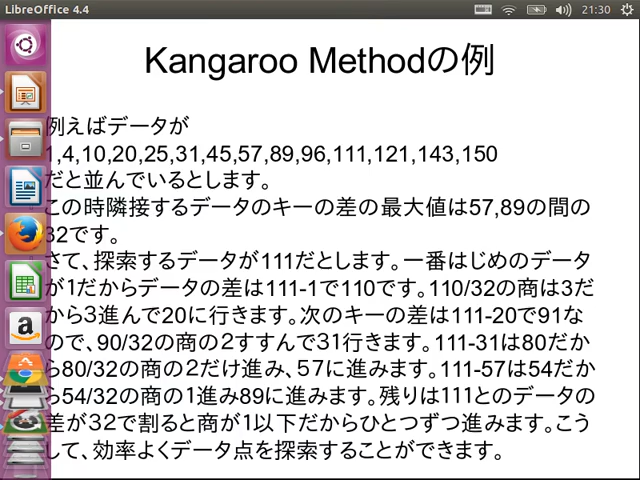 LibreOffice 4.4
21:30
Kangaroo Methodの例
例えばデータが
1,4,10,20,25,31,45,57,89,96,111,121,143,150
だと並んでいるとします。
この時隣接するデータのキーの差の最大値は57,89の間の
32です。
さて、探索するデータが111だとします。一番はじめのデータ
が1だからデータの差は111-1で110です。110/32の商は3だ
から3進んで20に行きます。次のキーの差は111-20で91な
ので、90/32の商の2すすんで31行きます。111-31は80だか
ら80/32の商の2だけ進み、57に進みます。111-57は54だか
ら54/32の商の1進み89に進みます。残りは111とのデータの
差が32で割ると商が1以下だからひとつずつ進みます。こう
して、効率よくデータ点を探索することができます。